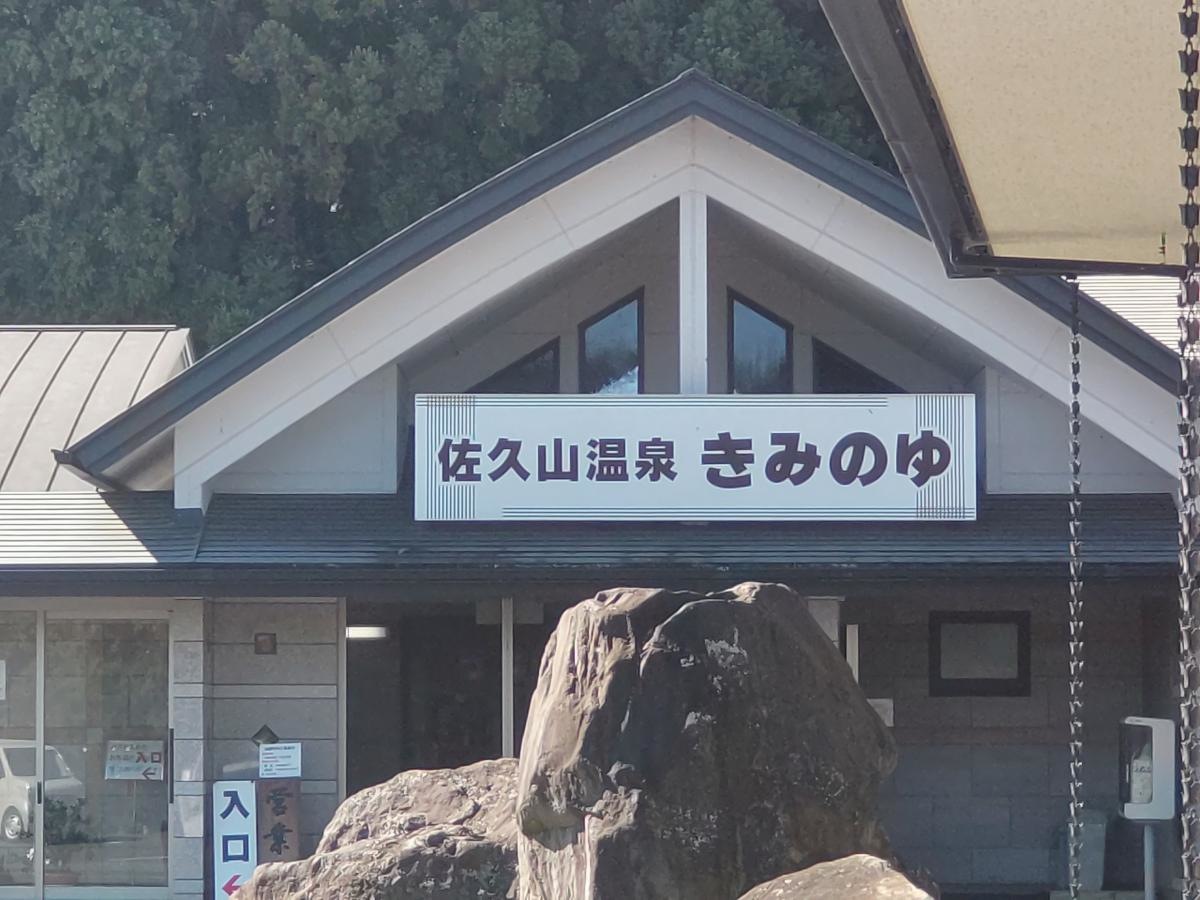 佐久山温泉 きみのゆ
入口
入口
営業